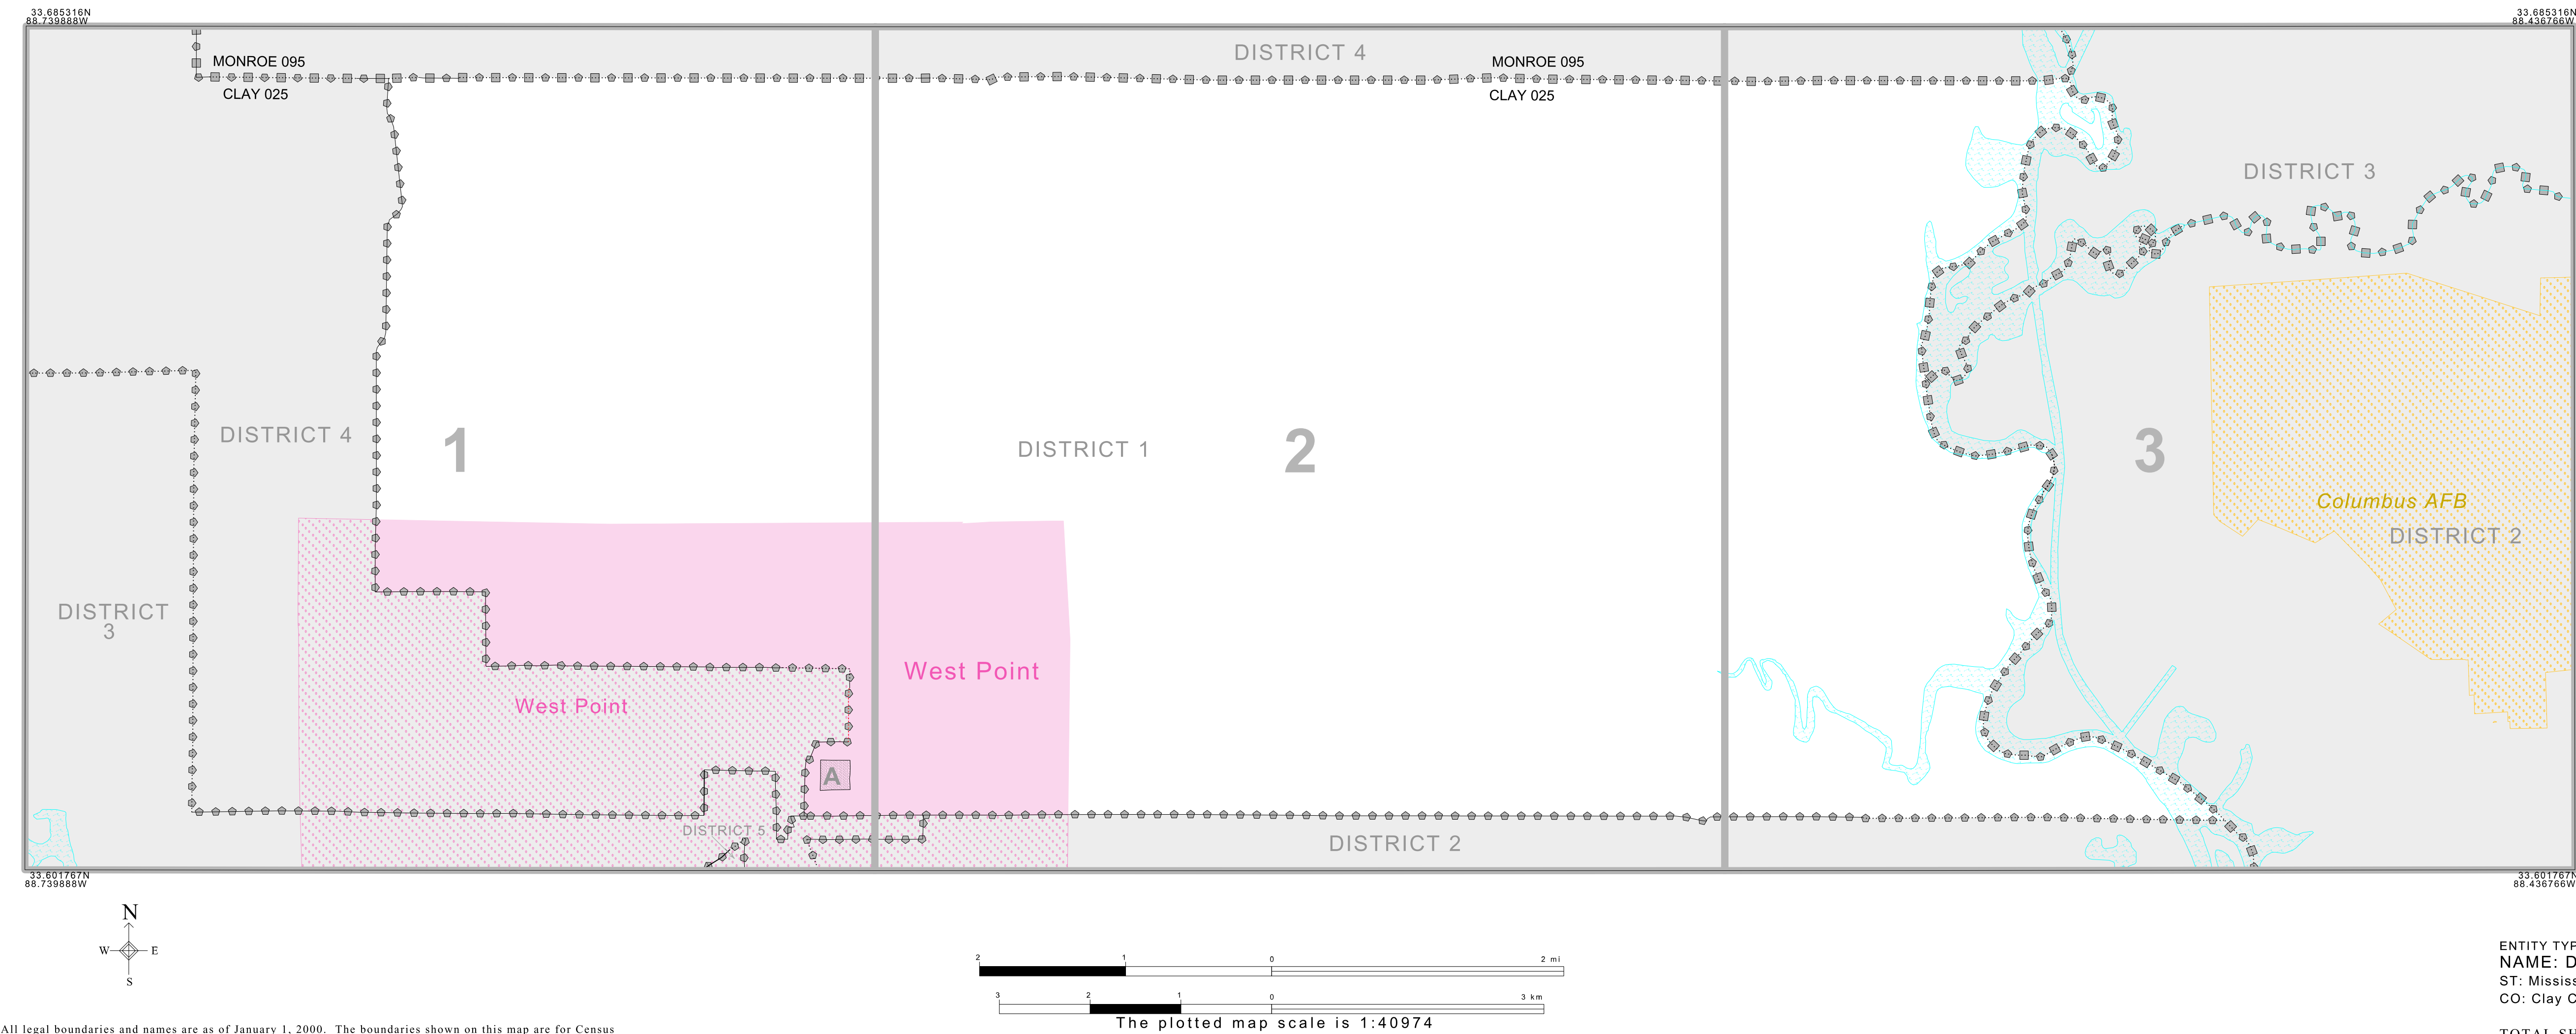 33.685316N
88.739888W
33.685316N
88.436766W
MONROE 095
CLAY 025
DISTRICT 4
MONROE 095
CLAY 025
DISTRICT 3
DISTRICT 4
1
DISTRICT 1
2
3
Columbus AFB
DISTRICT 2
DISTRICT
3
West Point
West Point
A
DISTRICT 5
DISTRICT 2
33.601767N
88.739888W
33.601767N
88.436766W
N
W
E
S
2
1
0
2 mi
3
2
1
0
3 km
The plotted map scale is 1:40974
ENTITY TYP
NAME: D
ST: Mississ
CO: Clay C
All legal boundaries and names are as of January 1, 2000. The boundaries shown on this map are for Census